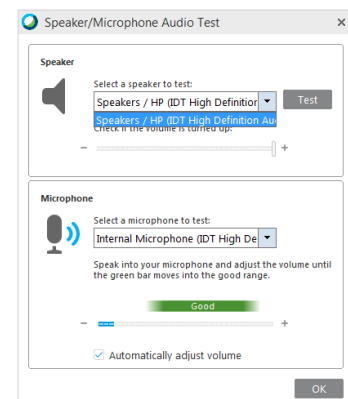 Speaker/Microphone Audio Test
Speaker
Select a speaker to test:
Speakers / HP (IDT High Definitior
Test
Speakers / HP (IDT High Definition Au
Check if the volume is turned up:
- +
Microphone
Select a microphone to test:
Internal Microphone (IDT High De
Speak into your microphone and adjust the volume until
the green bar moves into the good range.
Good
- +
Automatically adjust volume
OK